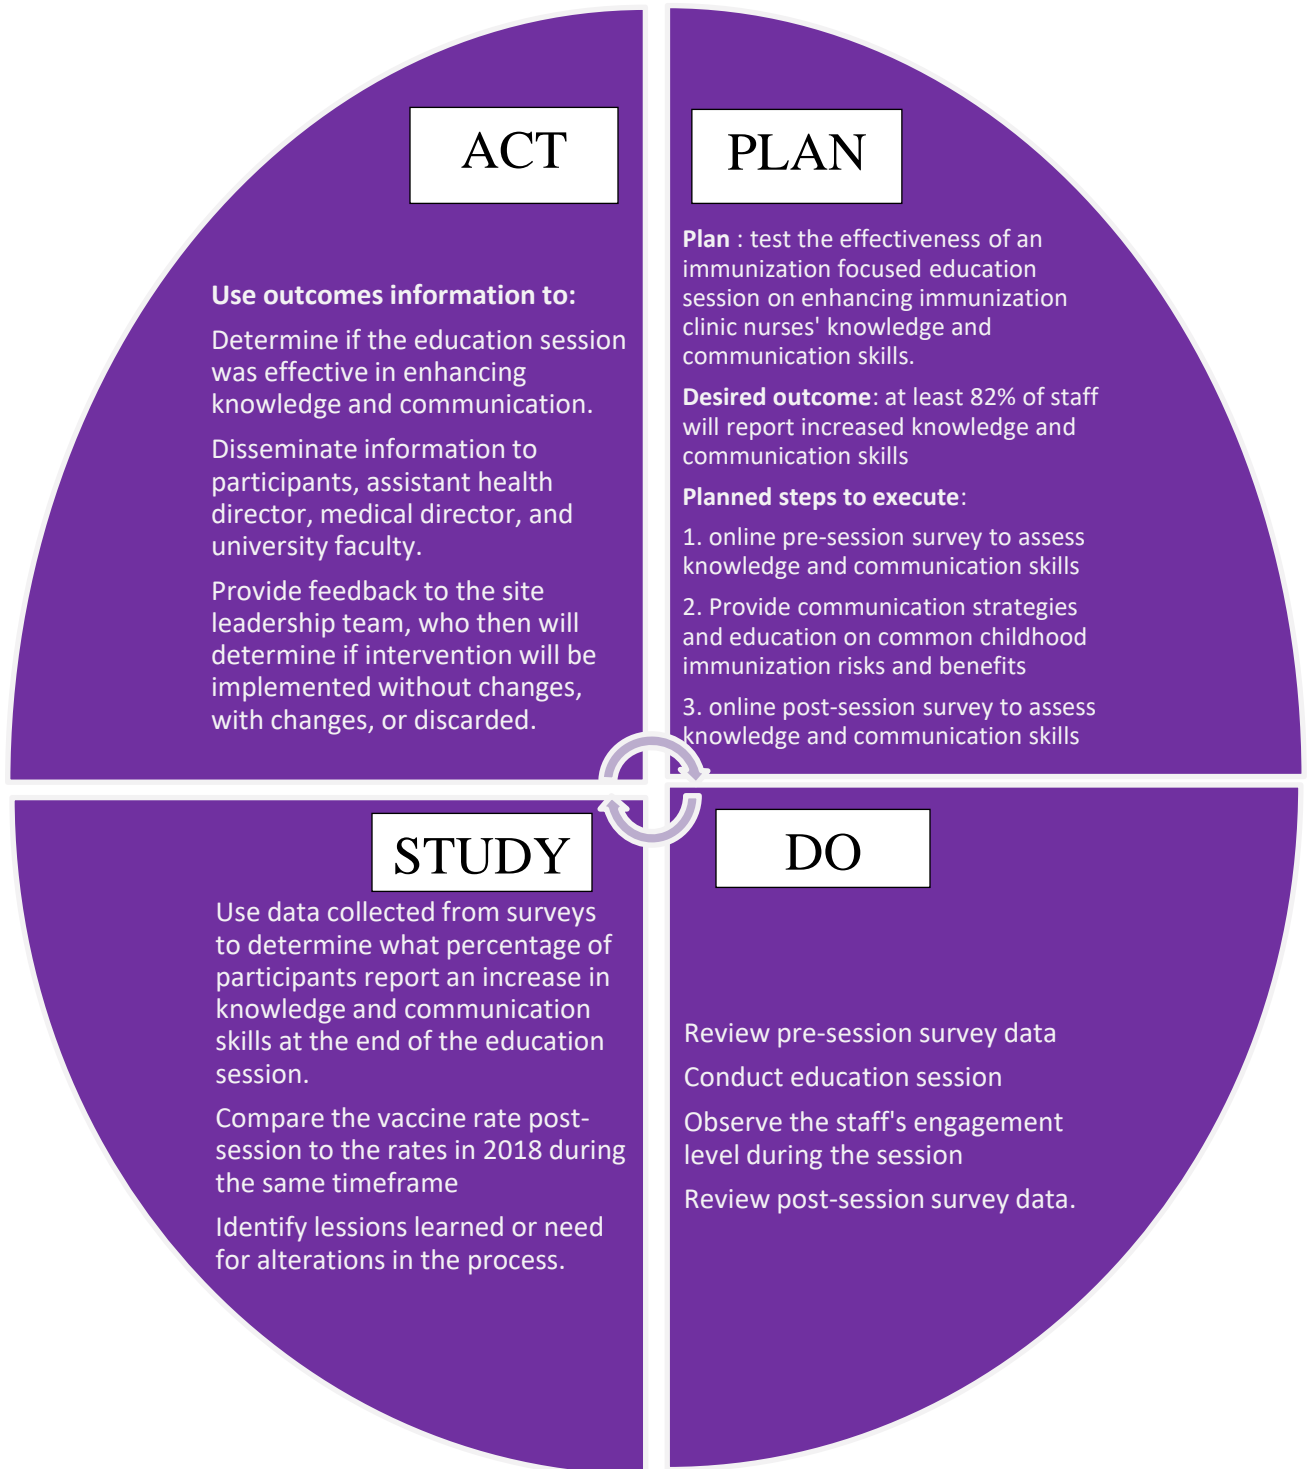 ACT
Use outcomes information to:
Determine if the education session
was effective in enhancing
knowledge and communication.
Disseminate information to
participants, assistant health
director, medical director, and
university faculty.
Provide feedback to the site
leadership team, who then will
determine if intervention will be
implemented without changes,
with changes, or discarded.
PLAN
Plan : test the effectiveness of an
immunization focused education
session on enhancing immunization
clinic nurses' knowledge and
communication skills.
Desired outcome: at least 82% of staff
will report increased knowledge and
communication skills
Planned steps to execute:
1. online pre-session survey to assess
knowledge and communication skills
2. Provide communication strategies
and education on common childhood
immunization risks and benefits
3. online post-session survey to assess
knowledge and communication skills
STUDY
Use data collected from surveys
to determine what percentage of
participants report an increase in
knowledge and communication
skills at the end of the education
session.
Compare the vaccine rate post-
session to the rates in 2018 during
the same timeframe
Identify lessions learned or need
for alterations in the process.
DO
Review pre-session survey data
Conduct education session
Observe the staff's engagement
level during the session
Review post-session survey data.